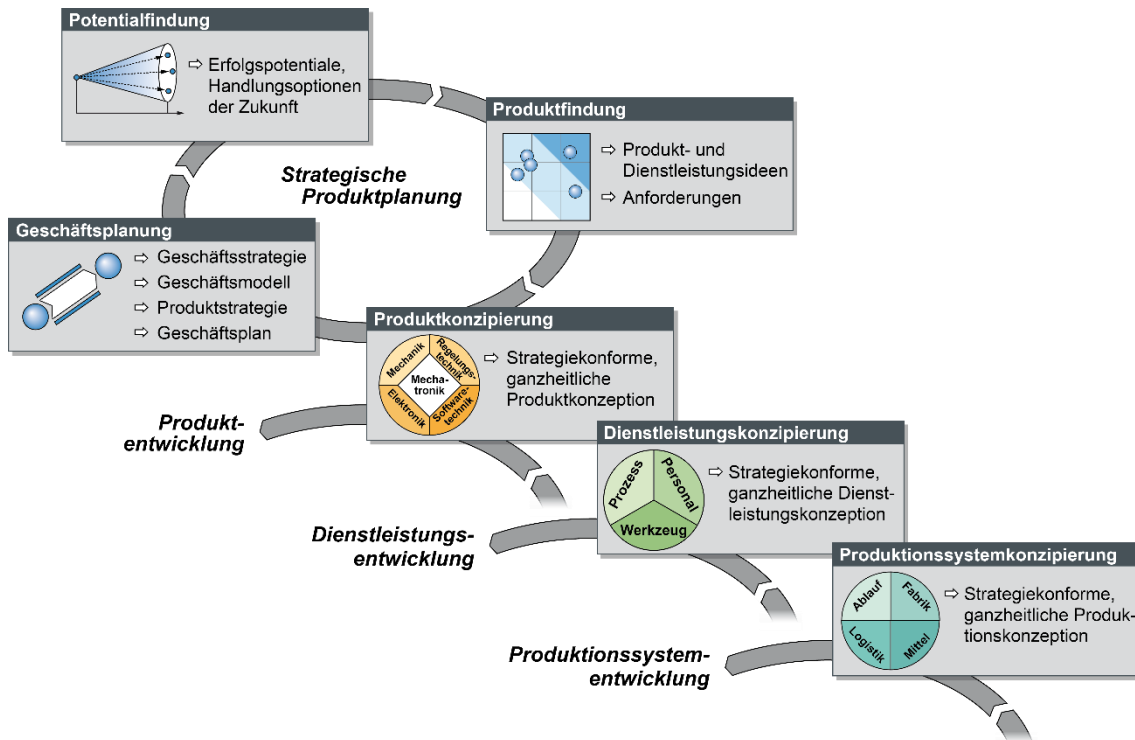 Potentialfindung
⇨ Erfolgspotentiale,
Handlungsoptionen
der Zukunft
Produktfindung
⇨ Produkt- und
Dienstleistungsideen
⇨ Anforderungen
Strategische
Produktplanung
Geschäftsplanung
⇨ Geschäftsstrategie
⇨ Geschäftsmodell
⇨ Produktstrategie
⇨ Geschäftsplan
Produktkonzipierung
Mechanik
Regelungs-
technik
Mecha-
tronik
Elektronik
Software-
technik
⇨ Strategiekonforme,
ganzheitliche
Produktkonzeption
Produkt-
entwicklung
Dienstleistungskonzipierung
Prozess
Personal
Werkzeug
⇨ Strategiekonforme,
ganzheitliche Dienst-
leistungskonzeption
Dienstleistungs-
entwicklung
Produktionssystemkonzipierung
Ablauf
Fabrik
Logistik
Mittel
⇨ Strategiekonforme,
ganzheitliche Produk-
tionskonzeption
Produktionssystem-
entwicklung